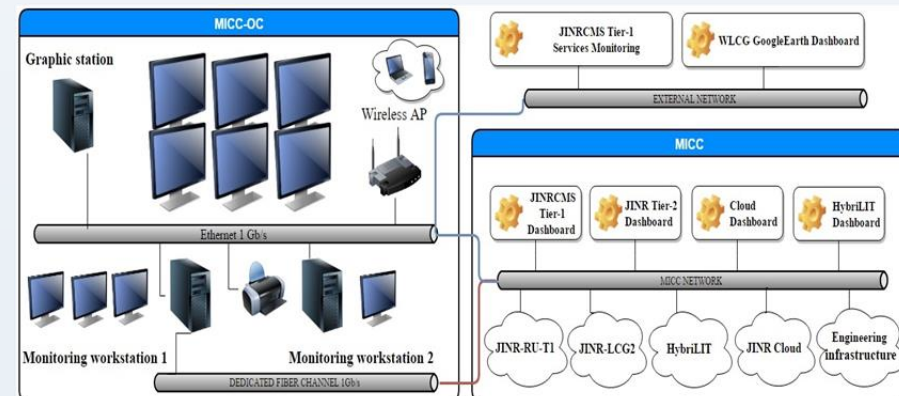 MICC-OC
Graphic station
Wireless AP
Ethernet 1 Gb/s
Monitoring workstation 1
Monitoring workstation 2
DEDICATED FIBER CHANNEL 1Gb/s
JINRCMS Tier-1
Services Monitoring
WLCG GoogleEarth Dashboard
EXTERNAL NETWORK
MICC
JINRCMS
Tier-1
Dashboard
JINR Tier-2
Dashboard
Cloud
Dashboard
HybriLIT
Dashboard
MICC NETWORK
JINR-RU-T1
JINR-LCG2
HybriLIT
JINR Cloud
Engineering
infrastructure